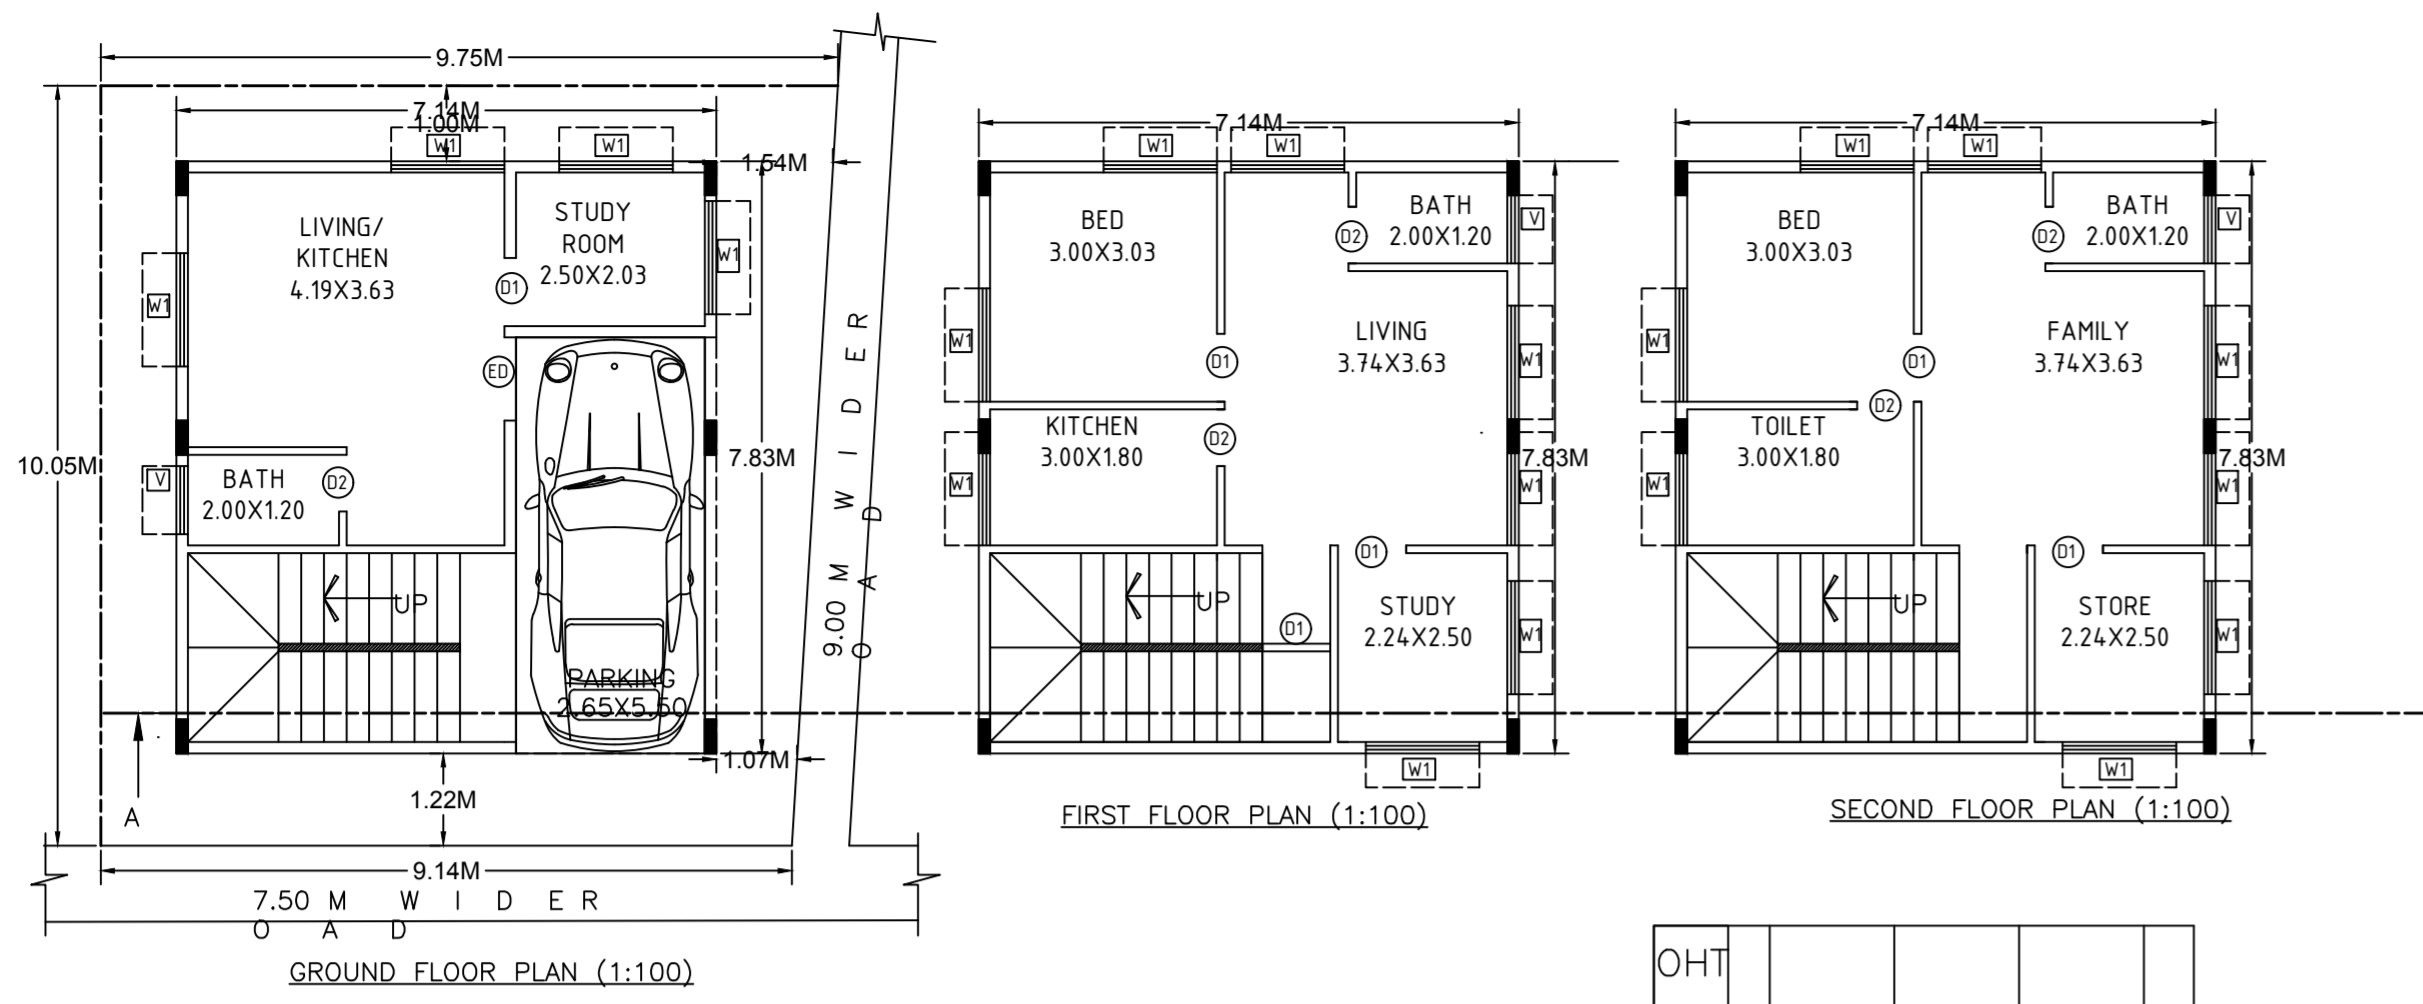 9.75M
7.14M
1.00M
W1
W1
1.54M
LIVING/
KITCHEN
4.19X3.63
STUDY
ROOM
2.50X2.03
W1
D1
W1
ED
10.05M
7.83M
V
BATH
2.00X1.20
D2
UP
PARKING
2.65X5.50
A
1.22M
1.07M
9.00 M W I D E R
O A D
9.14M
7.50 M W I D E R
O A D
GROUND FLOOR PLAN (1:100)
7.14M
W1
W1
BED
3.00X3.03
BATH
2.00X1.20
D2
V
LIVING
3.74X3.63
W1
D1
W1
KITCHEN
3.00X1.80
D2
W1
W1
7.83M
D1
UP
D1
STUDY
2.24X2.50
W1
W1
FIRST FLOOR PLAN (1:100)
7.14M
W1
W1
BED
3.00X3.03
BATH
2.00X1.20
D2
V
FAMILY
3.74X3.63
W1
D1
W1
D2
TOILET
3.00X1.80
W1
W1
7.83M
D1
UP
STORE
2.24X2.50
W1
W1
SECOND FLOOR PLAN (1:100)
OHT